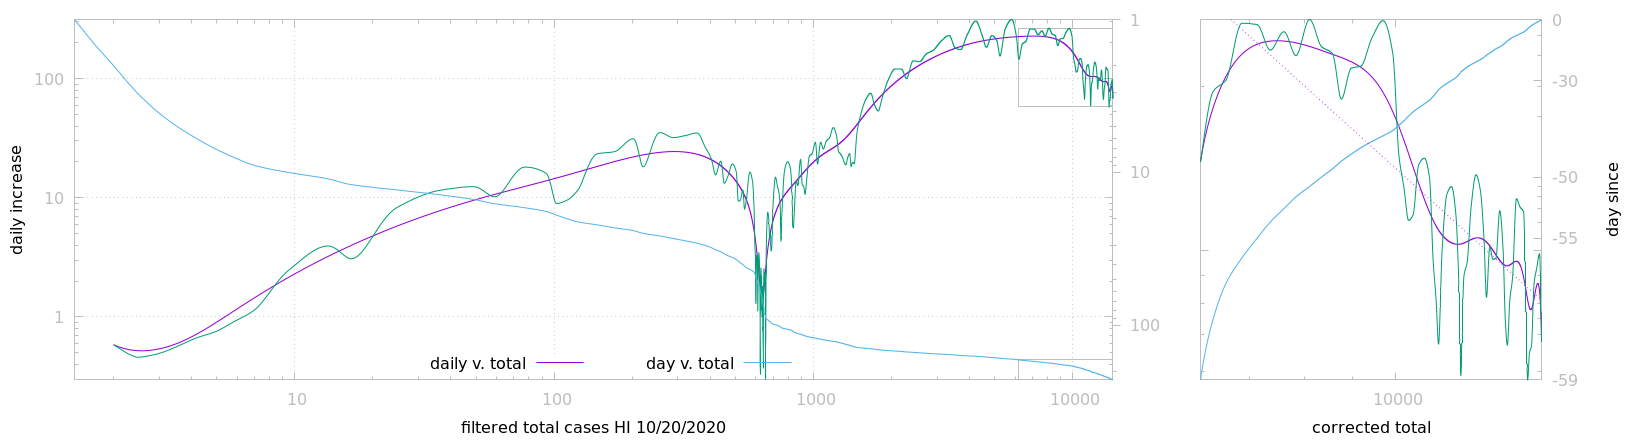 1
0
100
-30
daily increase
10
10
-50
day since
-55
1
100
daily v. total
day v. total
-59
10
100
1000
10000
10000
filtered total cases HI 10/20/2020
corrected total